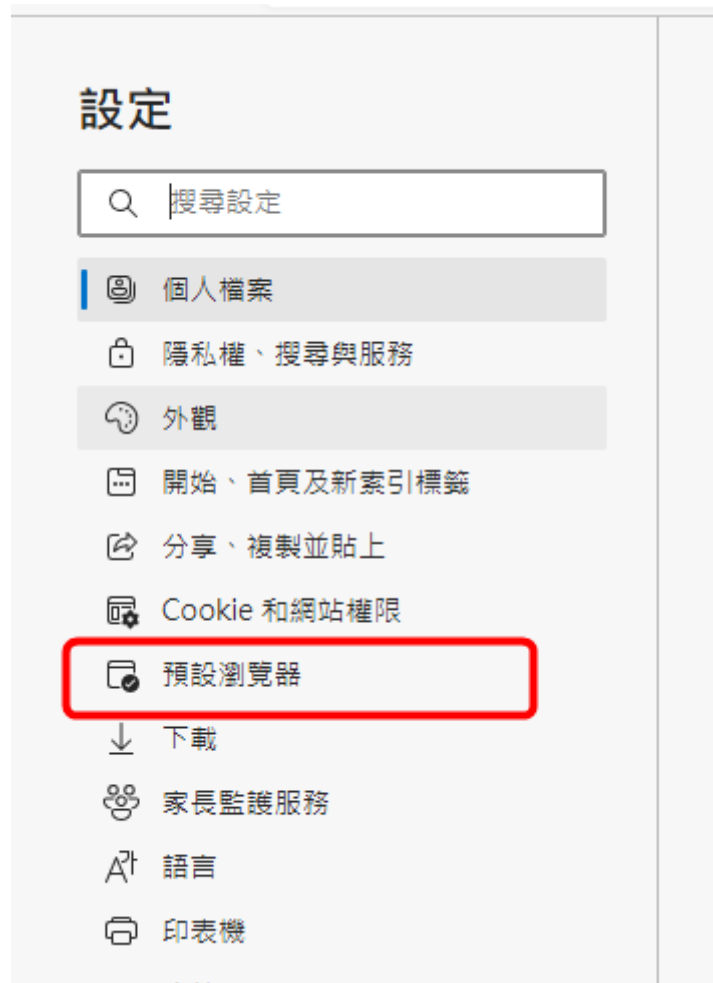 設定
搜尋設定
個人檔案
隱私權、搜尋與服務
外觀
開始、首頁及新索引標籤
分享、複製並貼上
Cookie 和網站權限
預設瀏覽器
下載
家長監護服務
語言
印表機